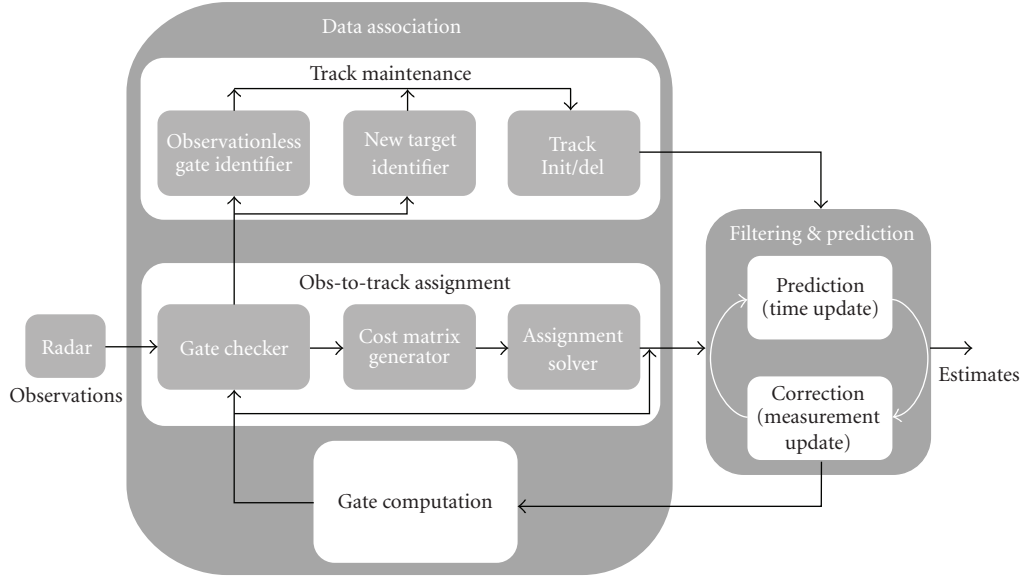 Data association
Track maintenance
Observationless
gate identifier
New target
identifier
Track
Init/del
Filtering & prediction
Prediction
(time update)
Obs-to-track assignment
Radar
Observations
Gate checker
Cost matrix
generator
Assignment
solver
Estimates
Correction
(measurement
update)
Gate computation